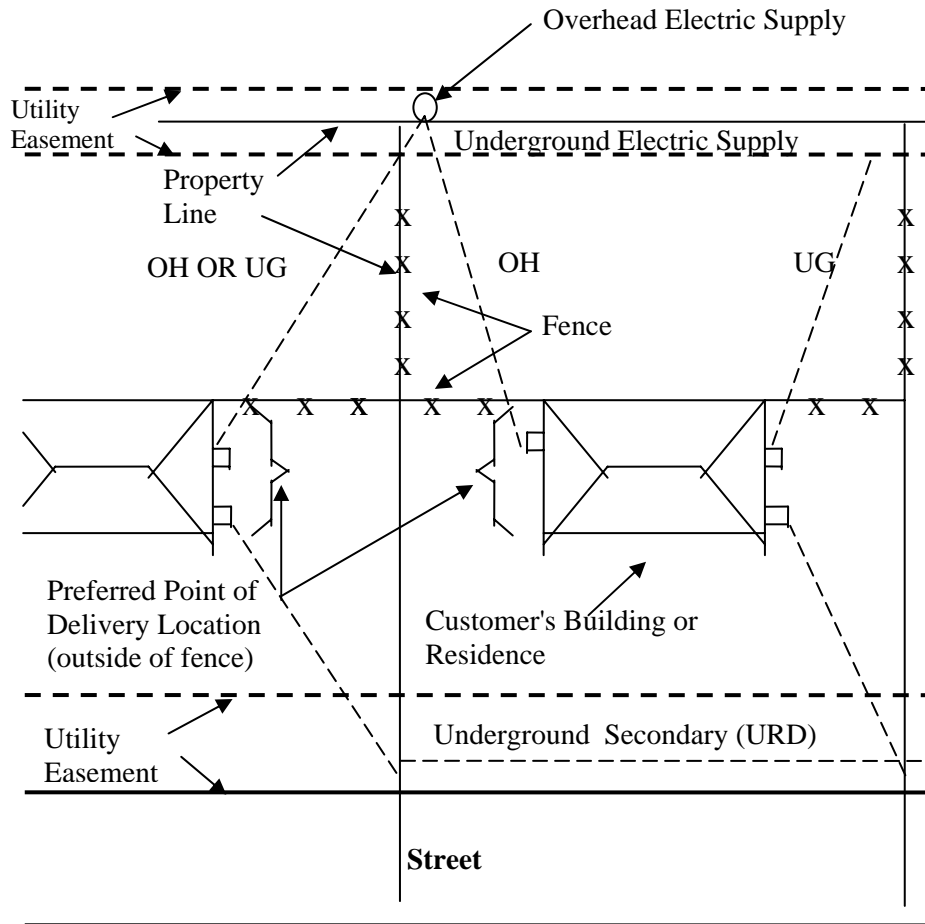 Overhead Electric Supply
Utility
Easement
Underground Electric Supply
Property
Line
X
X
OH OR UG
OH
UG
X
X
X
Fence
X
X
X
X
X
X
X
X
X
X
Preferred Point of
Delivery Location
(outside of fence)
Customer's Building or
Residence
Utility
Easement
Underground Secondary (URD)
Street